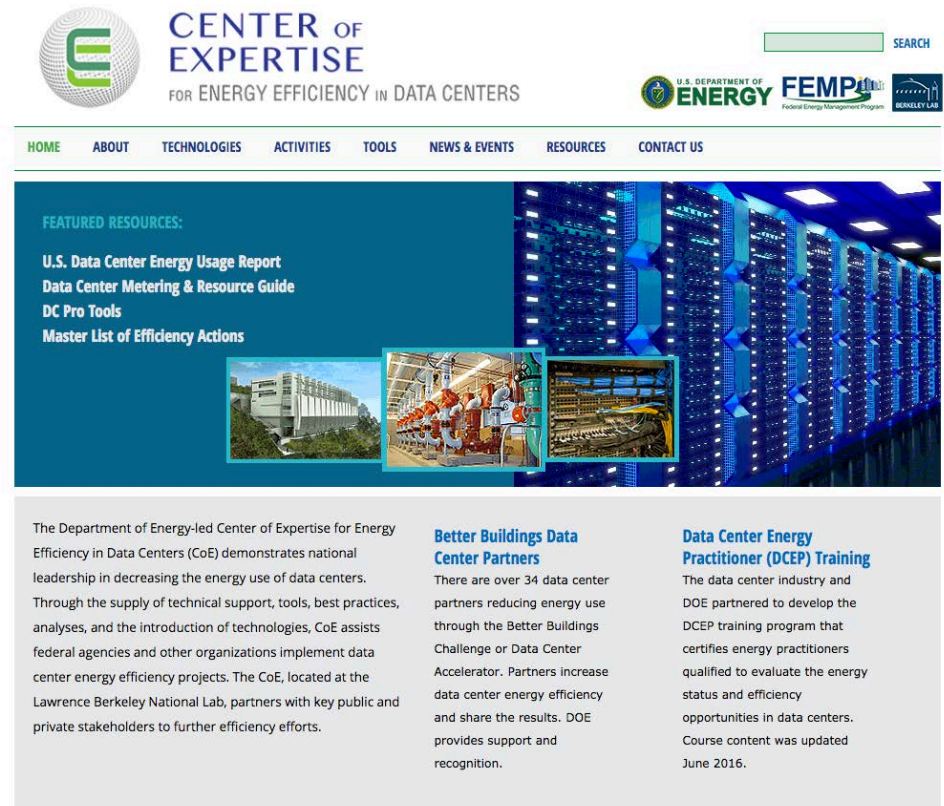 CENTER OF
EXPERTISE
FOR ENERGY EFFICIENCY IN DATA CENTERS
SEARCH
U.S. DEPARTMENT OF
ENERGY
FEMP
Federal Energy Management Program
BERKELEY LAB
HOME ABOUT TECHNOLOGIES ACTIVITIES TOOLS NEWS & EVENTS RESOURCES CONTACT US
FEATURED RESOURCES:
U.S. Data Center Energy Usage Report
Data Center Metering & Resource Guide
DC Pro Tools
Master List of Efficiency Actions
The Department of Energy-led Center of Expertise for Energy
Efficiency in Data Centers (CoE) demonstrates national
leadership in decreasing the energy use of data centers.
Through the supply of technical support, tools, best practices,
analyses, and the introduction of technologies, CoE assists
federal agencies and other organizations implement data
center energy efficiency projects. The CoE, located at the
Lawrence Berkeley National Lab, partners with key public and
private stakeholders to further efficiency efforts.
Better Buildings Data
Center Partners
There are over 34 data center
partners reducing energy use
through the Better Buildings
Challenge or Data Center
Accelerator. Partners increase
data center energy efficiency
and share the results. DOE
provides support and
recognition.
Data Center Energy
Practitioner (DCEP) Training
The data center industry and
DOE partnered to develop the
DCEP training program that
certifies energy practitioners
qualified to evaluate the energy
status and efficiency
opportunities in data centers.
Course content was updated
June 2016.